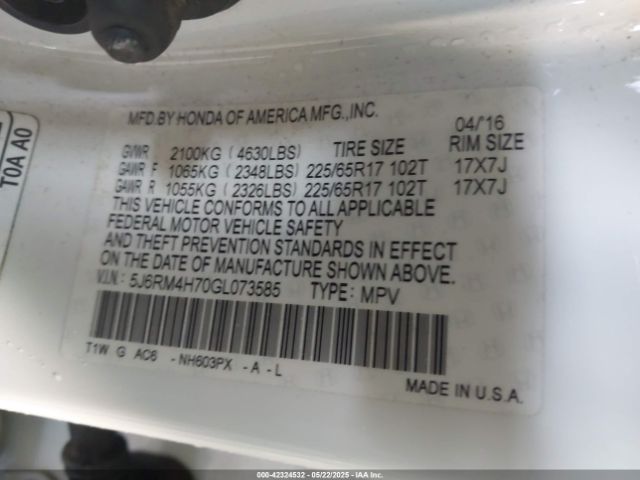 T0A A0
MFD.BY HONDA OF AMERICA MFG.,INC. 04/'16
GVWR 2100KG (4630LBS) TIRE SIZE RIM SIZE
GAWR F 1065KG (2348LBS) 225/65R17 102T 17X7J
GAWR R 1055KG (2326LBS) 225/65R17 102T 17X7J
THIS VEHICLE CONFORMS TO ALL APPLICABLE
FEDERAL MOTOR VEHICLE SAFETY
AND THEFT PREVENTION STANDARDS IN EFFECT
ON THE DATE OF MANUFACTURE SHOWN ABOVE.
V.I.N.: 5J6RM4H70GL073585 TYPE: MPV
T1W G AC6 -NH603PX -A -L
MADE IN U.S.A.
000-42324532 - 05/22/2025 - IAA Inc.